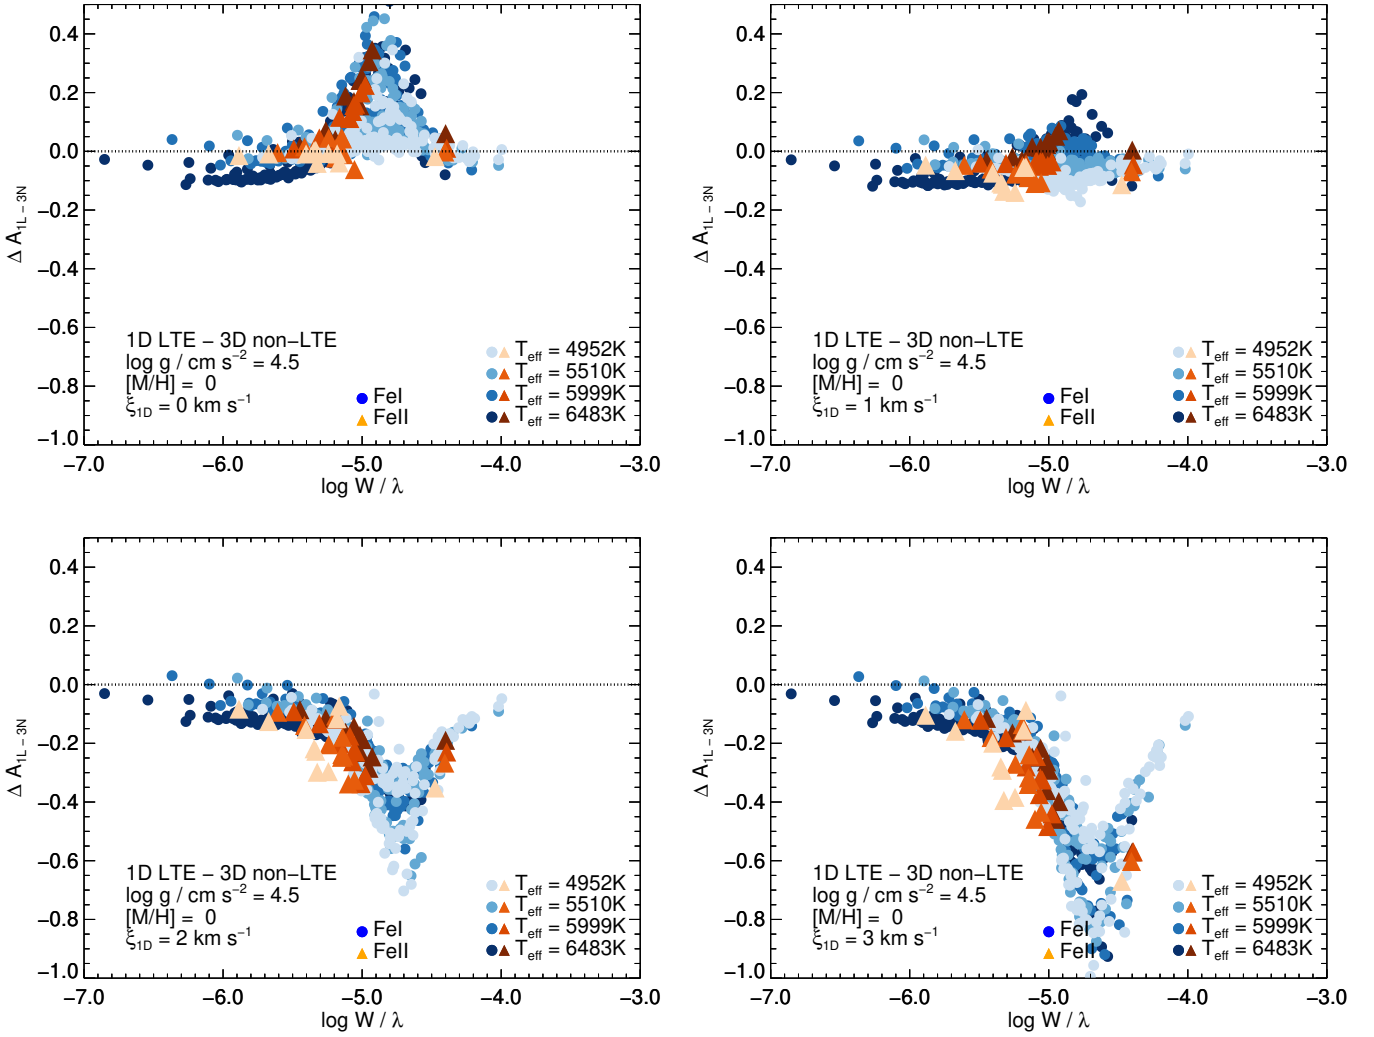 0.4
0.2
0.0
−0.2
−0.4
−0.6
−0.8
−1.0
Δ A1L − 3N
1D LTE − 3D non−LTE
log g / cm s−2 = 4.5
[M/H] = 0
ξ1D = 0 km s−1
FeI
FeII
Teff = 4952K
Teff = 5510K
Teff = 5999K
Teff = 6483K
−7.0 −6.0 −5.0 −4.0 −3.0
log W / λ
0.4
0.2
0.0
−0.2
−0.4
−0.6
−0.8
−1.0
Δ A1L − 3N
1D LTE − 3D non−LTE
log g / cm s−2 = 4.5
[M/H] = 0
ξ1D = 1 km s−1
FeI
FeII
Teff = 4952K
Teff = 5510K
Teff = 5999K
Teff = 6483K
−7.0 −6.0 −5.0 −4.0 −3.0
log W / λ
0.4
0.2
0.0
−0.2
−0.4
−0.6
−0.8
−1.0
Δ A1L − 3N
1D LTE − 3D non−LTE
log g / cm s−2 = 4.5
[M/H] = 0
ξ1D = 2 km s−1
FeI
FeII
Teff = 4952K
Teff = 5510K
Teff = 5999K
Teff = 6483K
−7.0 −6.0 −5.0 −4.0 −3.0
log W / λ
0.4
0.2
0.0
−0.2
−0.4
−0.6
−0.8
−1.0
Δ A1L − 3N
1D LTE − 3D non−LTE
log g / cm s−2 = 4.5
[M/H] = 0
ξ1D = 3 km s−1
FeI
FeII
Teff = 4952K
Teff = 5510K
Teff = 5999K
Teff = 6483K
−7.0 −6.0 −5.0 −4.0 −3.0
log W / λ